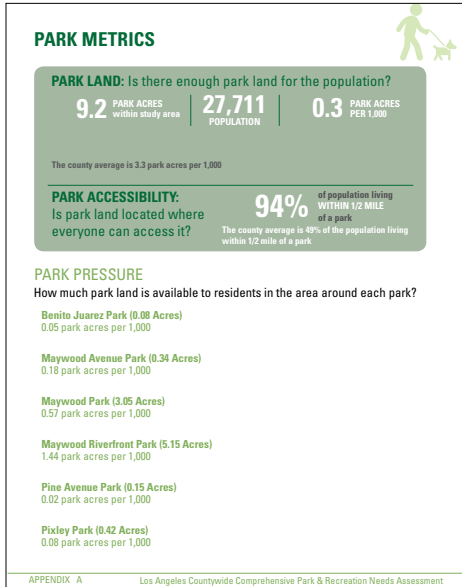 PARK METRICS
PARK LAND: Is there enough park land for the population?
9.2 PARK ACRES within study area
27,711 POPULATION
0.3 PARK ACRES PER 1,000
The county average is 3.3 park acres per 1,000
PARK ACCESSIBILITY:
Is park land located where
everyone can access it?
94% of population living
WITHIN 1/2 MILE
of a park
The county average is 49% of the population living
within 1/2 mile of a park
PARK PRESSURE
How much park land is available to residents in the area around each park?
Benito Juarez Park (0.08 Acres)
0.05 park acres per 1,000
Maywood Avenue Park (0.34 Acres)
0.18 park acres per 1,000
Maywood Park (3.05 Acres)
0.57 park acres per 1,000
Maywood Riverfront Park (5.15 Acres)
1.44 park acres per 1,000
Pine Avenue Park (0.15 Acres)
0.02 park acres per 1,000
Pixley Park (0.42 Acres)
0.08 park acres per 1,000
APPENDIX A Los Angeles Countywide Comprehensive Park & Recreation Needs Assessment